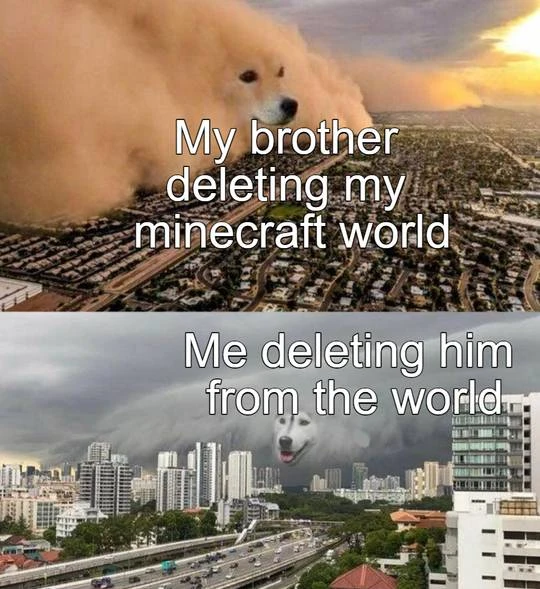 My brother
deleting my
minecraft world
Me deleting him
from the world